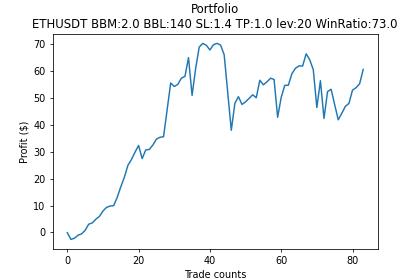 Portfolio
ETHUSDT BBM:2.0 BBL:140 SL:1.4 TP:1.0 lev:20 WinRatio:73.0
70
60
50
40
30
20
10
0
Profit ($)
0 20 40 60 80
Trade counts